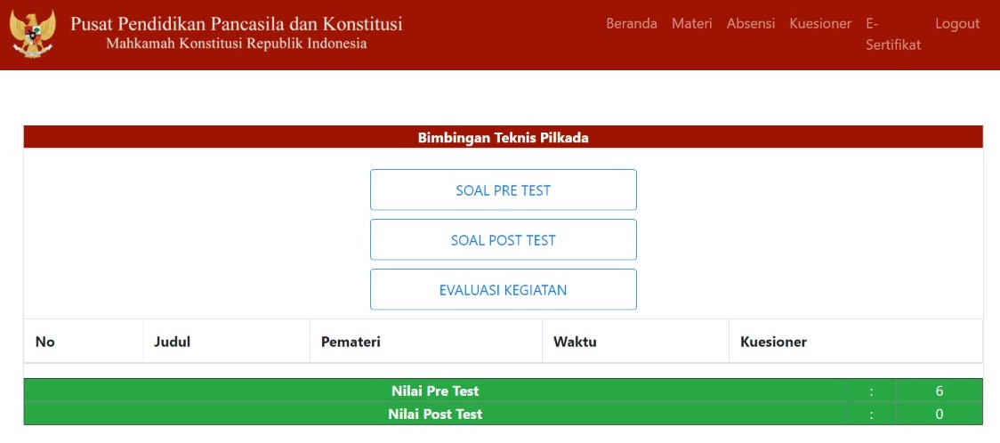 Pusat Pendidikan Pancasila dan Konstitusi
Mahkamah Konstitusi Republik Indonesia
Beranda Materi Absensi Kuesioner E-Sertifikat Logout
Bimbingan Teknis Pilkada
SOAL PRE TEST
SOAL POST TEST
EVALUASI KEGIATAN
No Judul Pemateri Waktu Kuesioner
Nilai Pre Test : 6
Nilai Post Test : 0